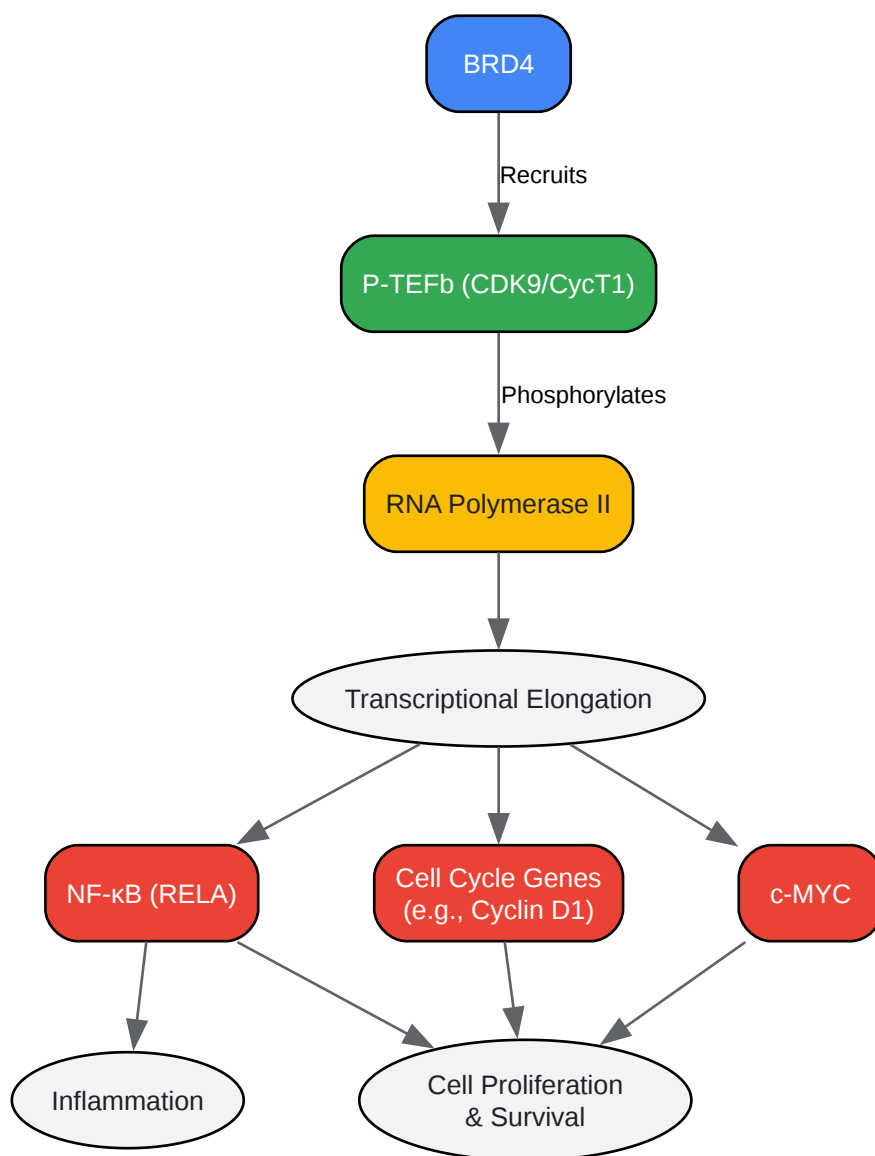 BRD4
Recruits
P-TEFb (CDK9/CycT1)
Phosphorylates
RNA Polymerase II
Transcriptional Elongation
NF-κB (RELA)
Cell Cycle Genes
(e.g., Cyclin D1)
c-MYC
Inflammation
Cell Proliferation
& Survival